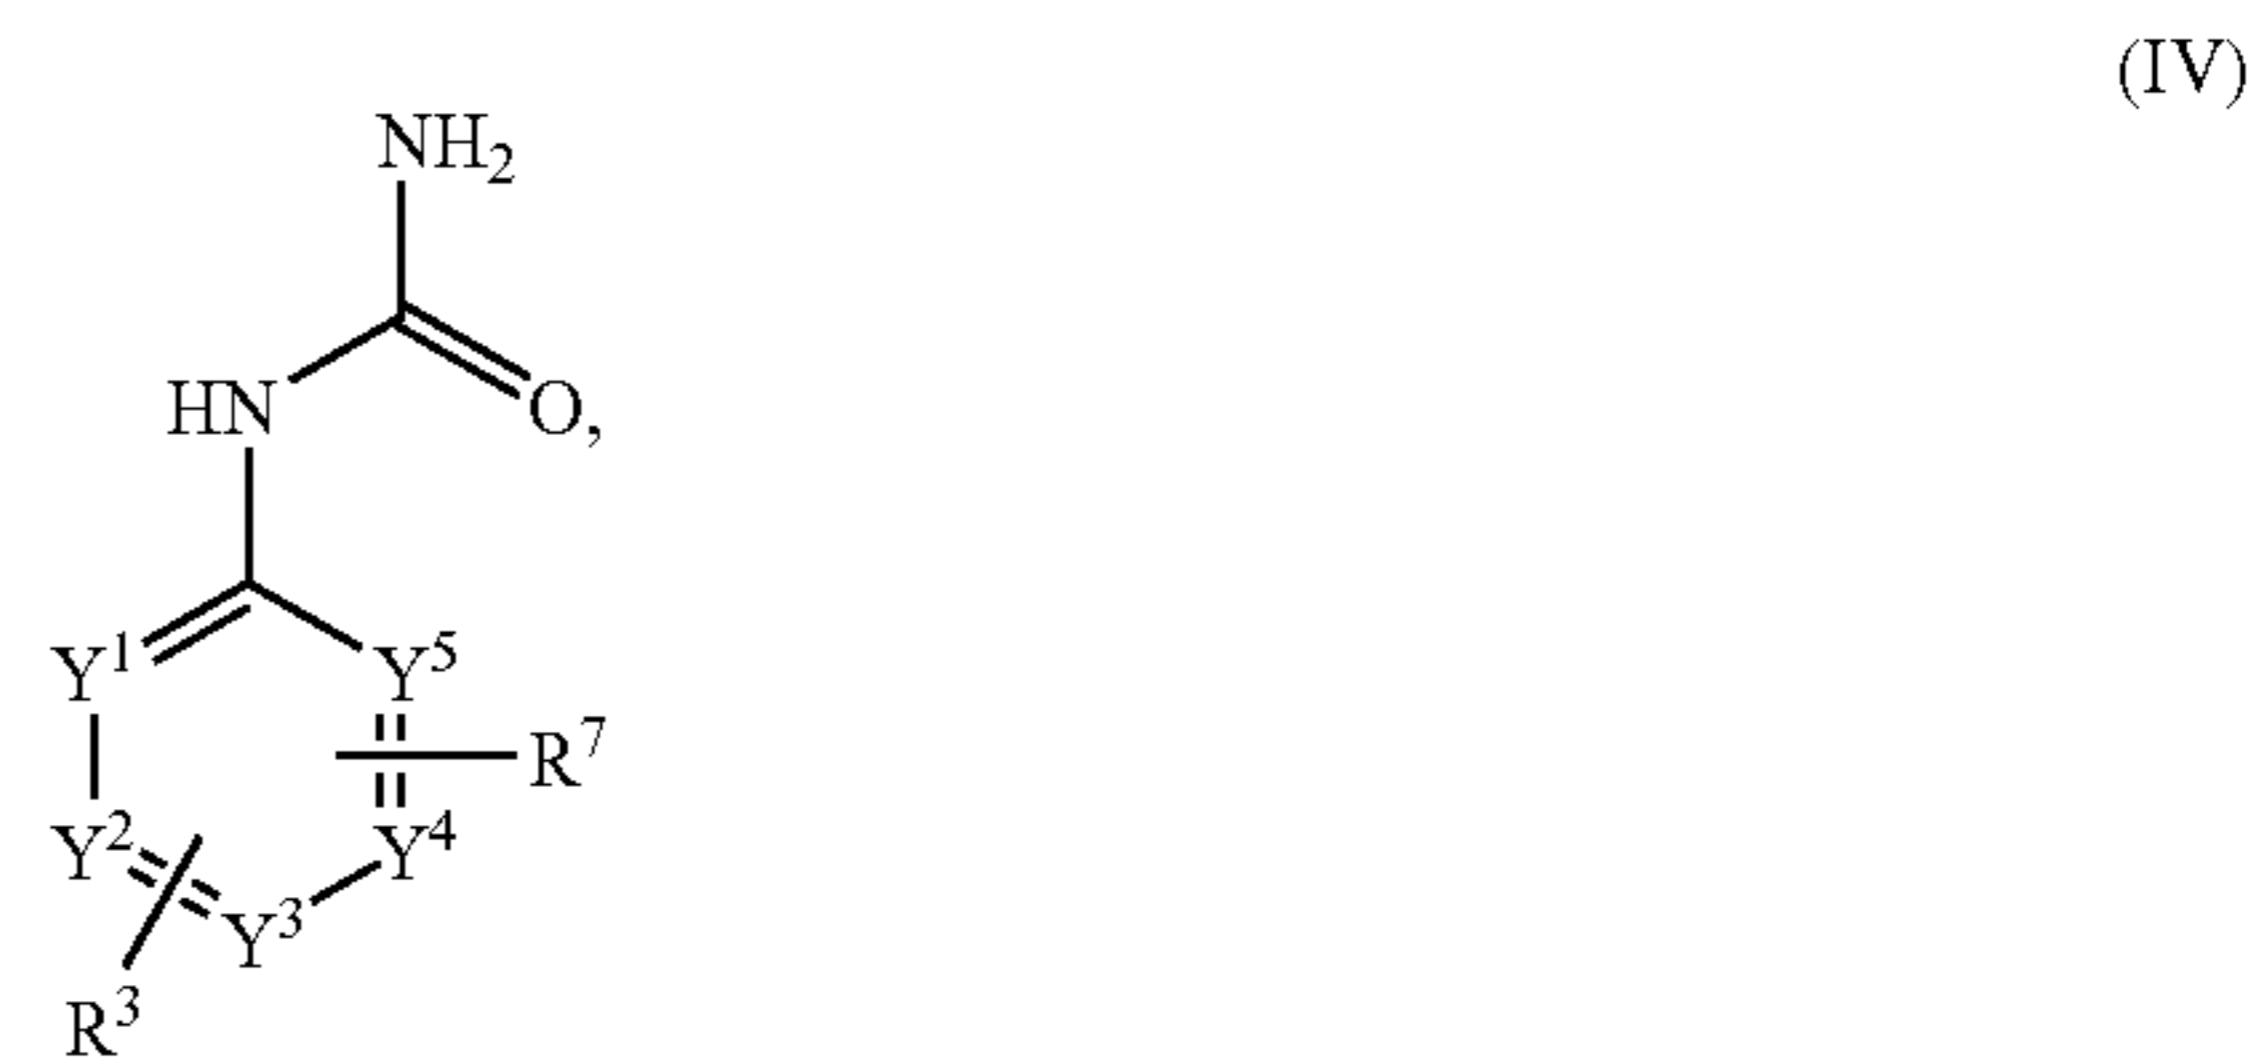 (IV)
NH₂
HN
O,
Y¹
Y⁵
R⁷
Y²
Y⁴
Y³
R³